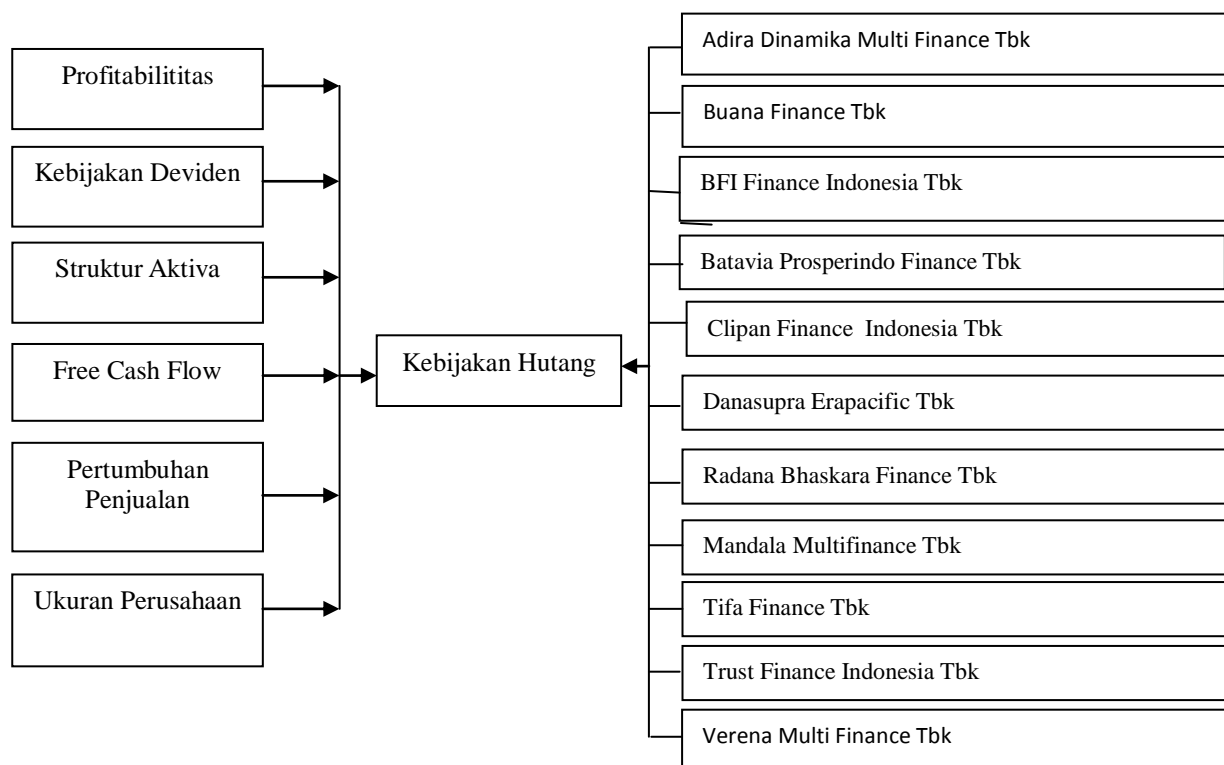 Profitabilititas
Kebijakan Deviden
Struktur Aktiva
Free Cash Flow
Pertumbuhan
Penjualan
Ukuran Perusahaan
Kebijakan Hutang
Adira Dinamika Multi Finance Tbk
Buana Finance Tbk
BFI Finance Indonesia Tbk
Batavia Prosperindo Finance Tbk
Clipan Finance  Indonesia Tbk
Danasupra Erapacific Tbk
Radana Bhaskara Finance Tbk
Mandala Multifinance Tbk
Tifa Finance Tbk
Trust Finance Indonesia Tbk
Verena Multi Finance Tbk